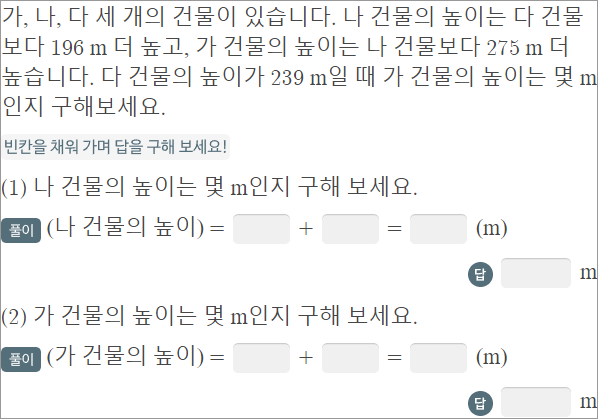 가, 나, 다 세 개의 건물이 있습니다. 나 건물의 높이는 다 건물
보다 196 m 더 높고, 가 건물의 높이는 나 건물보다 275 m 더
높습니다. 다 건물의 높이가 239 m일 때 가 건물의 높이는 몇 m
인지 구해보세요.
빈칸을 채워 가며 답을 구해 보세요!
(1) 나 건물의 높이는 몇 m인지 구해 보세요.
풀이 (나 건물의 높이) = + = (m)
답 m
(2) 가 건물의 높이는 몇 m인지 구해 보세요.
풀이 (가 건물의 높이) = + = (m)
답 m